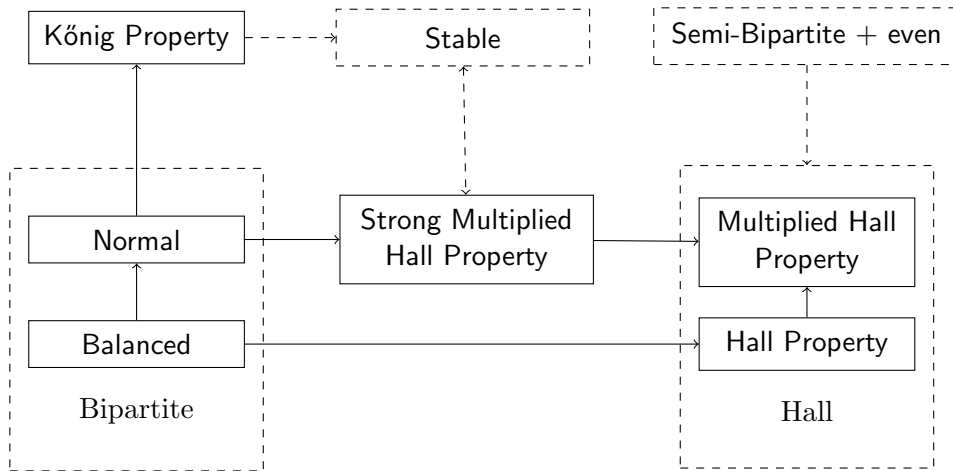 Kőnig Property
Stable
Semi-Bipartite + even
Normal
Strong Multiplied
Hall Property
Multiplied Hall
Property
Balanced
Hall Property
Bipartite
Hall